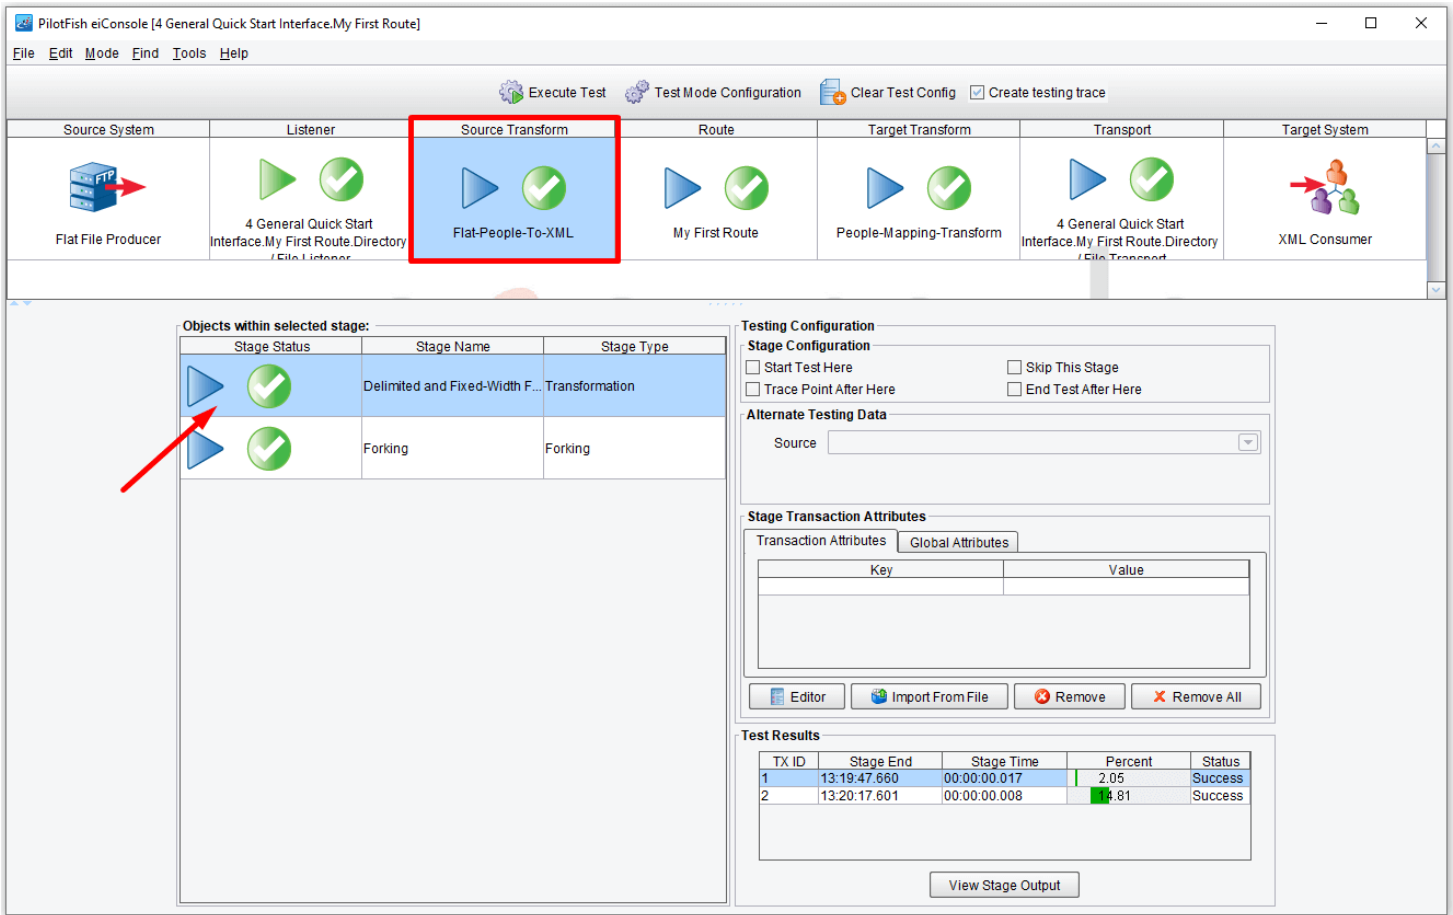 PilotFish eiConsole [4 General Quick Start Interface.My First Route]
File Edit Mode Find Tools Help
Execute Test Test Mode Configuration Clear Test Config Create testing trace
Source System Listener Source Transform Route Target Transform Transport Target System
FTP
Flat File Producer
4 General Quick Start
Interface.My First Route.Directory
/ File Listener
Flat-People-To-XML
My First Route
People-Mapping-Transform
4 General Quick Start
Interface.My First Route.Directory
/ File Transport
XML Consumer
Objects within selected stage:
Stage Status Stage Name Stage Type
Delimited and Fixed-Width F... Transformation
Forking Forking
Testing Configuration
Stage Configuration
Start Test Here Skip This Stage
Trace Point After Here End Test After Here
Alternate Testing Data
Source
Stage Transaction Attributes
Transaction Attributes Global Attributes
Key Value
Editor Import From File Remove Remove All
Test Results
TX ID Stage End Stage Time Percent Status
1 13:19:47.660 00:00:00.017 2.05 Success
2 13:20:17.601 00:00:00.008 14.81 Success
View Stage Output